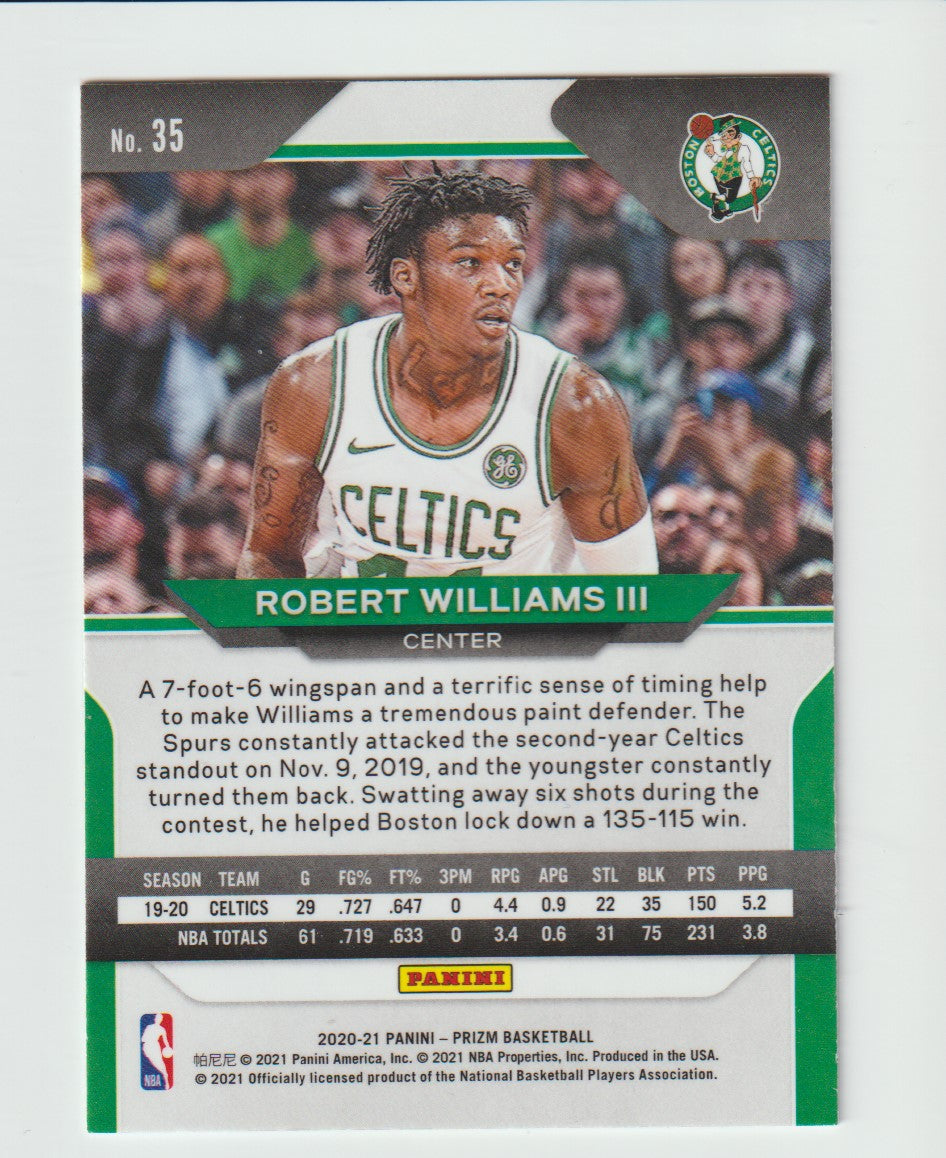 No. 35
BOSTON CELTICS
CELTICS
ROBERT WILLIAMS III
CENTER
A 7-foot-6 wingspan and a terrific sense of timing help
to make Williams a tremendous paint defender. The
Spurs constantly attacked the second-year Celtics
standout on Nov. 9, 2019, and the youngster constantly
turned them back. Swatting away six shots during the
contest, he helped Boston lock down a 135-115 win.
SEASON TEAM G FG% FT% 3PM RPG APG STL BLK PTS PPG
19-20 CELTICS 29 .727 .647 0 4.4 0.9 22 35 150 5.2
NBA TOTALS 61 .719 .633 0 3.4 0.6 31 75 231 3.8
PANINI
2020-21 PANINI – PRIZM BASKETBALL
帕尼尼 © 2021 Panini America, Inc. © 2021 NBA Properties, Inc. Produced in the USA.
© 2021 Officially licensed product of the National Basketball Players Association.
NBA